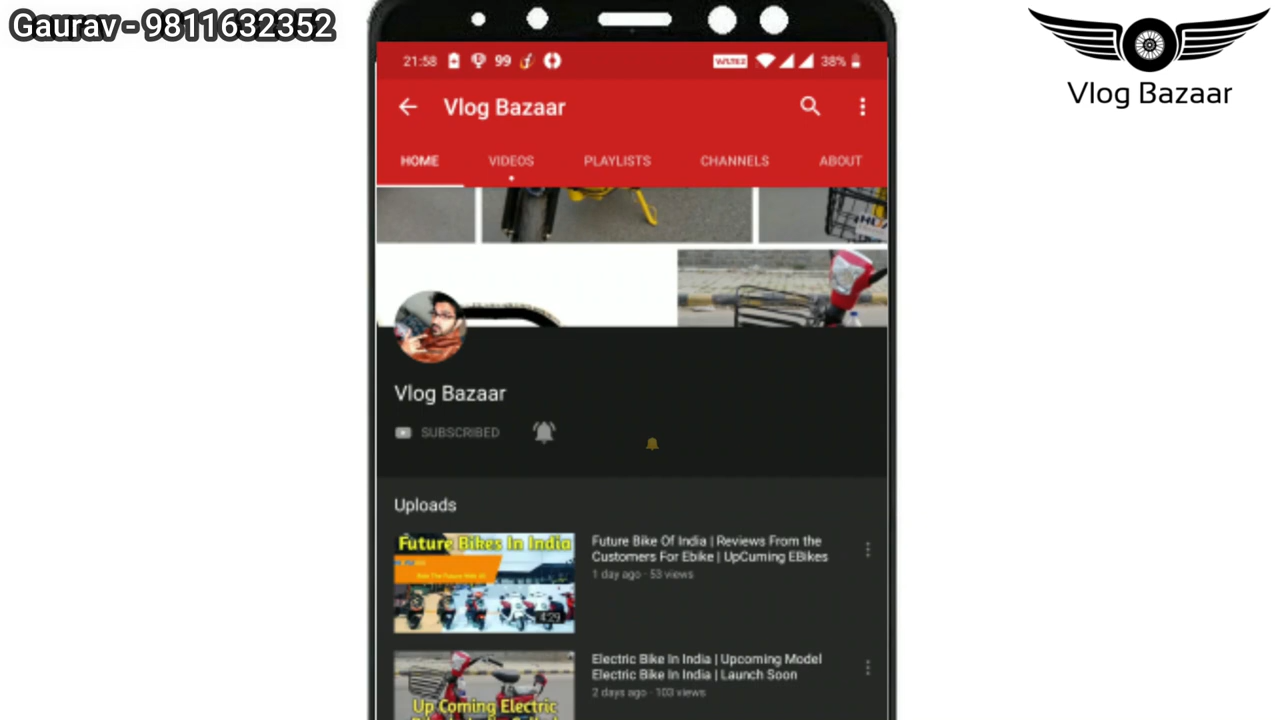 Gaurav - 9811632352
Vlog Bazaar
21:58 99 38%
Vlog Bazaar
HOME VIDEOS PLAYLISTS CHANNELS ABOUT
Vlog Bazaar
SUBSCRIBED
Uploads
Future Bikes In India
4:29
Future Bike Of India | Reviews From the
Customers For Ebike | UpCuming EBikes
1 day ago · 53 views
Up Coming Electric
Electric Bike In India | Upcoming Model
Electric Bike In India | Launch Soon
2 days ago · 103 views